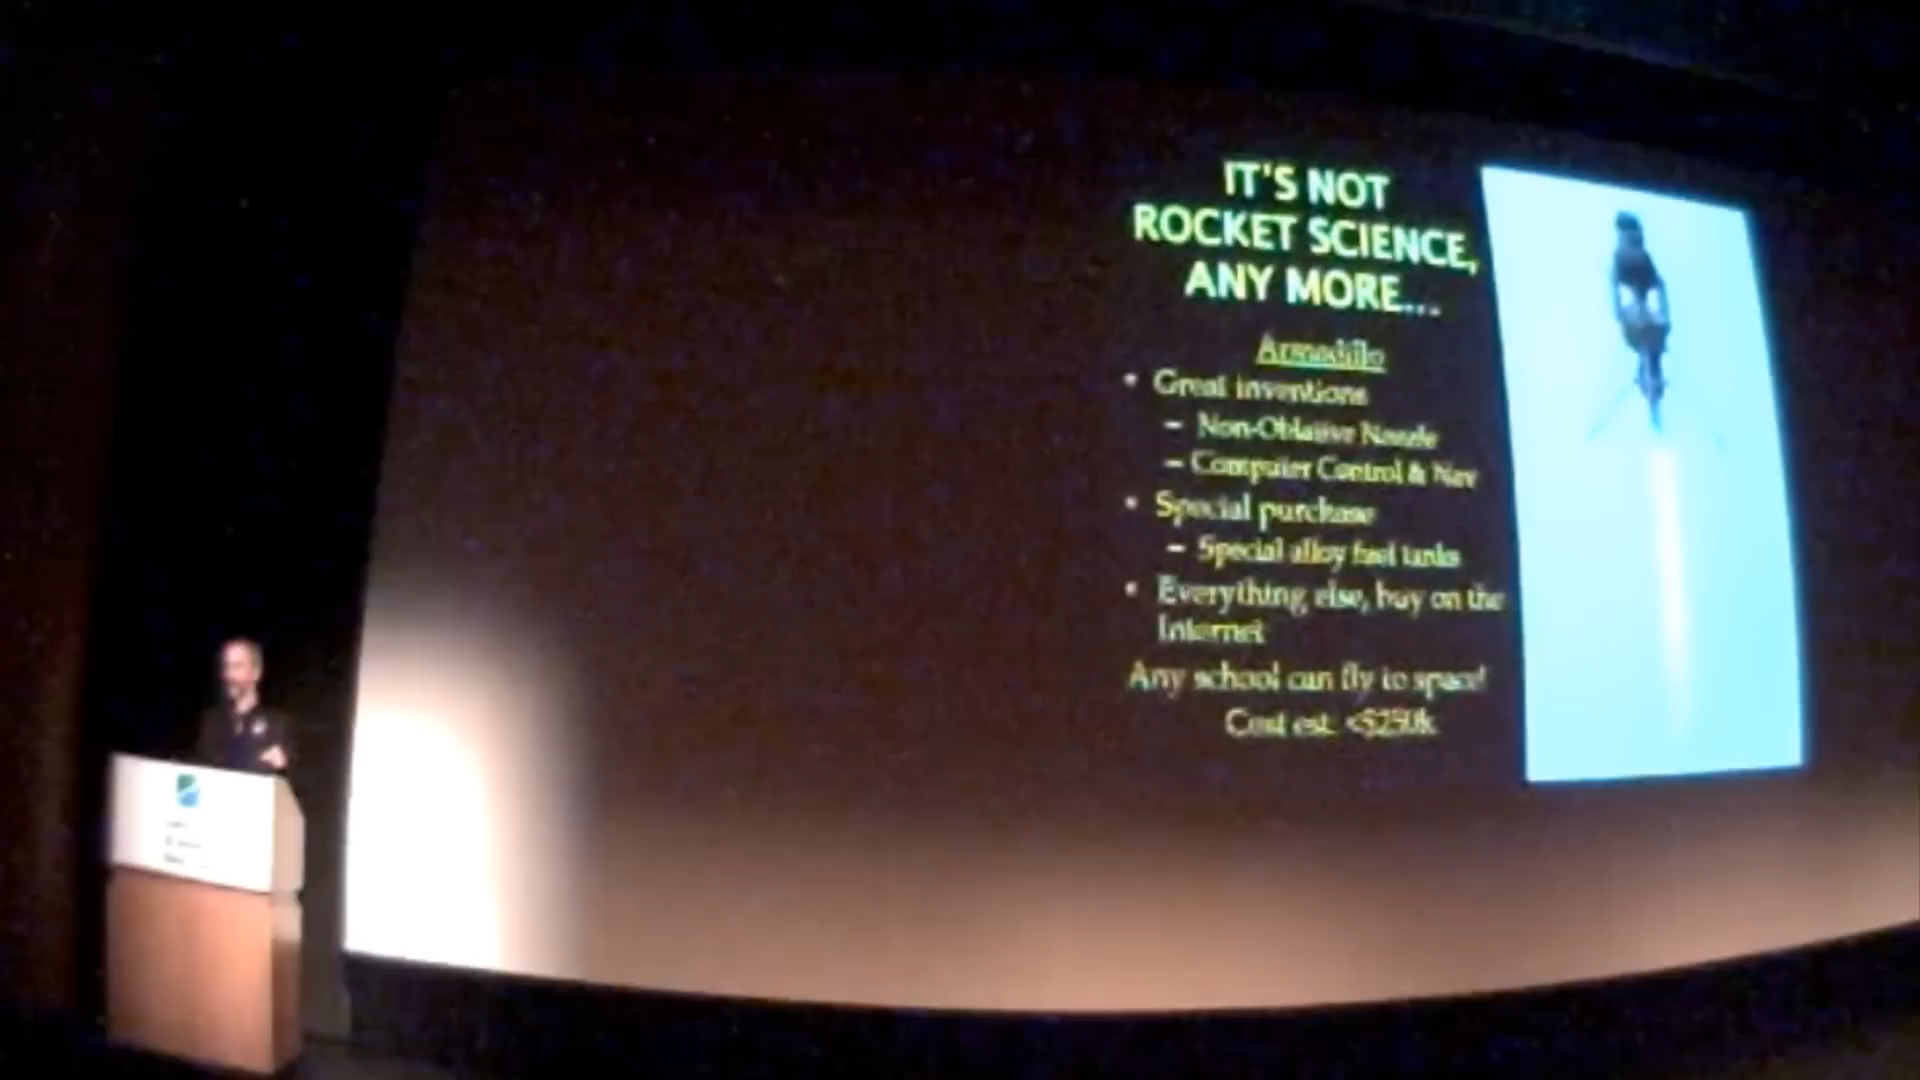 IT'S NOT
ROCKET SCIENCE,
ANY MORE...
Armadillo
• Great inventions
– Non-Oblative Nozzle
– Computer Control & Nav
• Special purchase
– Special alloy fuel tanks
• Everything else, buy on the
Internet
Any school can fly to space!
Cost est. <$250k